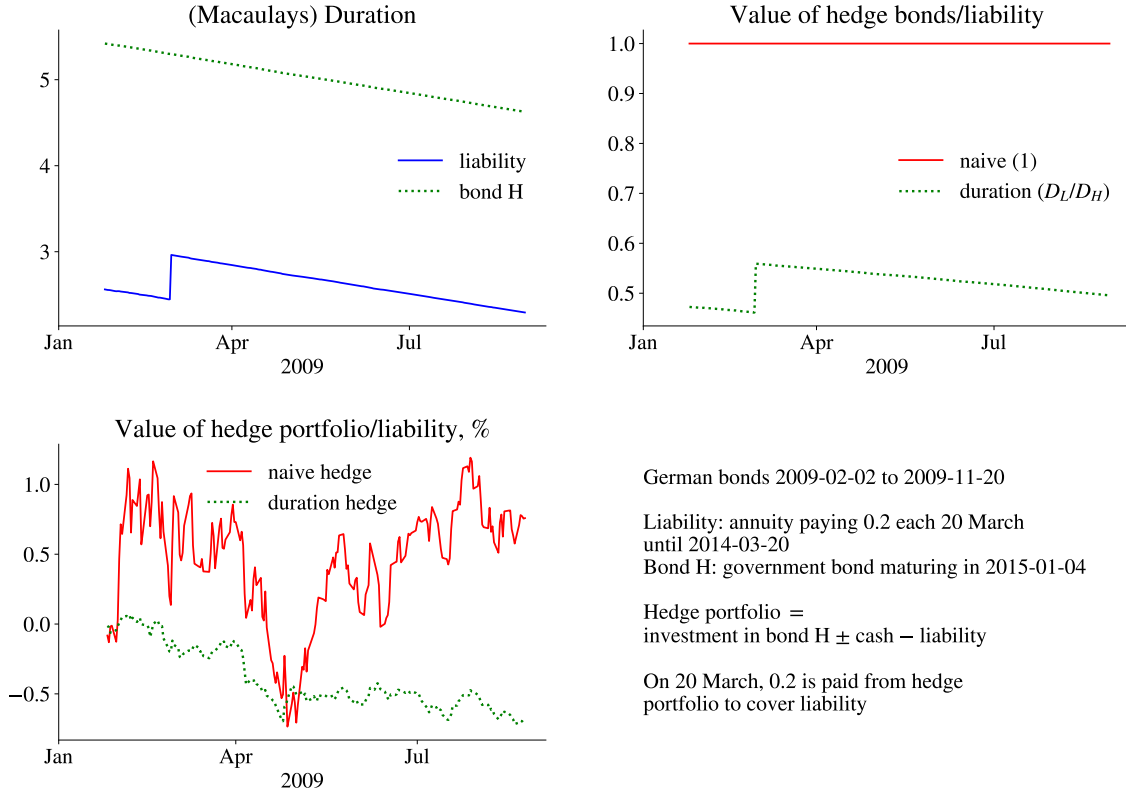 (Macaulays) Duration
5
4
3
liability
bond H
Jan
Apr
Jul
2009
Value of hedge bonds/liability
1.0
0.9
0.8
0.7
0.6
0.5
naive (1)
duration (D_L/D_H)
Jan
Apr
Jul
2009
Value of hedge portfolio/liability, %
1.0
0.5
0.0
−0.5
naive hedge
duration hedge
Jan
Apr
Jul
2009
German bonds 2009-02-02 to 2009-11-20
Liability: annuity paying 0.2 each 20 March
until 2014-03-20
Bond H: government bond maturing in 2015-01-04
Hedge portfolio =
investment in bond H ± cash − liability
On 20 March, 0.2 is paid from hedge
portfolio to cover liability